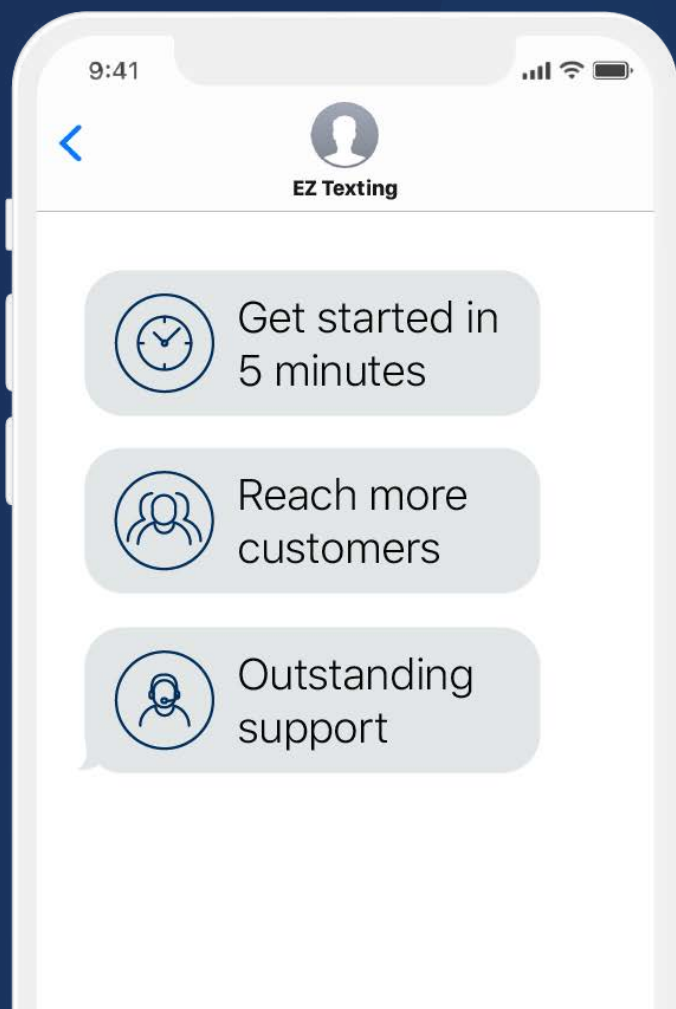 9:41
EZ Texting
Get started in
5 minutes
Reach more
customers
Outstanding
support